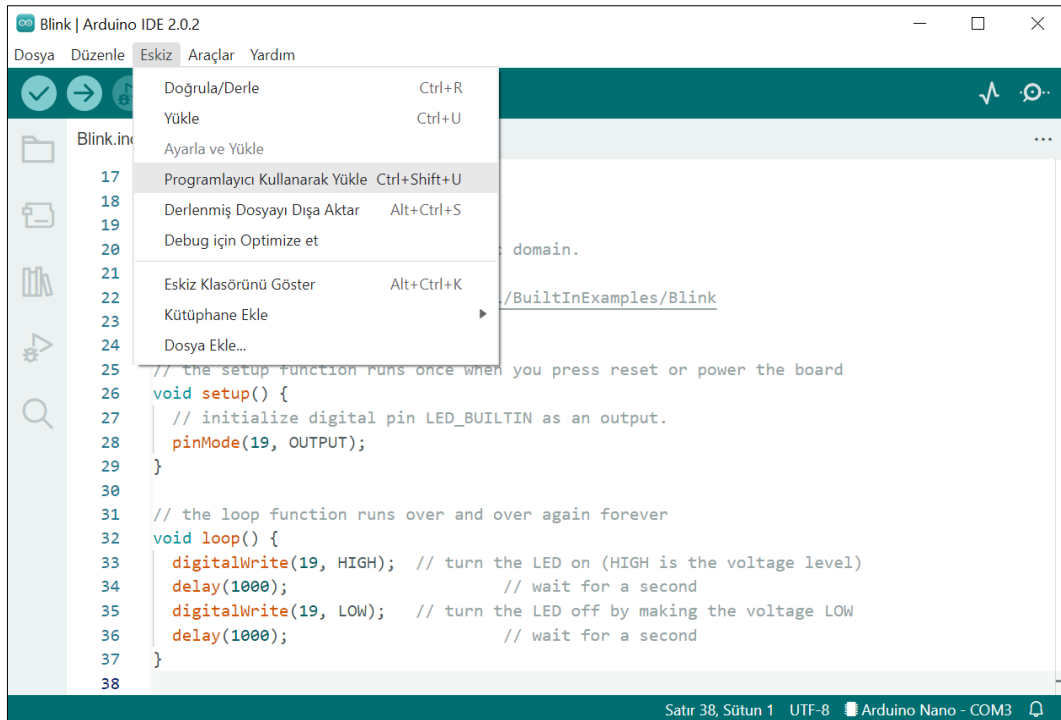 Blink | Arduino IDE 2.0.2
Dosya Düzenle Eskiz Araçlar Yardım
Doğrula/Derle Ctrl+R
Yükle Ctrl+U
Ayarla ve Yükle
Programlayıcı Kullanarak Yükle Ctrl+Shift+U
Derlenmiş Dosyayı Dışa Aktar Alt+Ctrl+S
Debug için Optimize et
Eskiz Klasörünü Göster Alt+Ctrl+K
Kütüphane Ekle
Dosya Ekle...
17
18
19
20 domain.
21
22 /BuiltInExamples/Blink
23
24
25 // the setup function runs once when you press reset or power the board
26 void setup() {
27 // initialize digital pin LED_BUILTIN as an output.
28 pinMode(19, OUTPUT);
29 }
30
31 // the loop function runs over and over again forever
32 void loop() {
33 digitalWrite(19, HIGH); // turn the LED on (HIGH is the voltage level)
34 delay(1000); // wait for a second
35 digitalWrite(19, LOW); // turn the LED off by making the voltage LOW
36 delay(1000); // wait for a second
37 }
38
Satır 38, Sütun 1 UTF-8 Arduino Nano - COM3